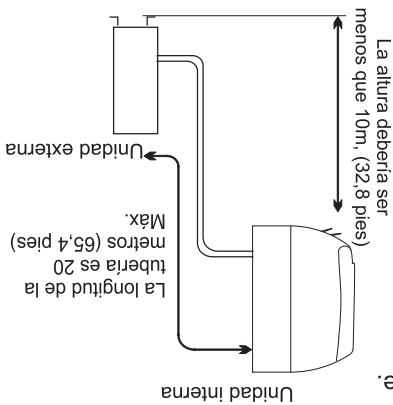 e.
Unidad interna
La longitud de la
tubería es 20
metros (65,4 pies)
Máx.
Unidad externa
La altura debería ser
menos que 10m, (32,8 pies)